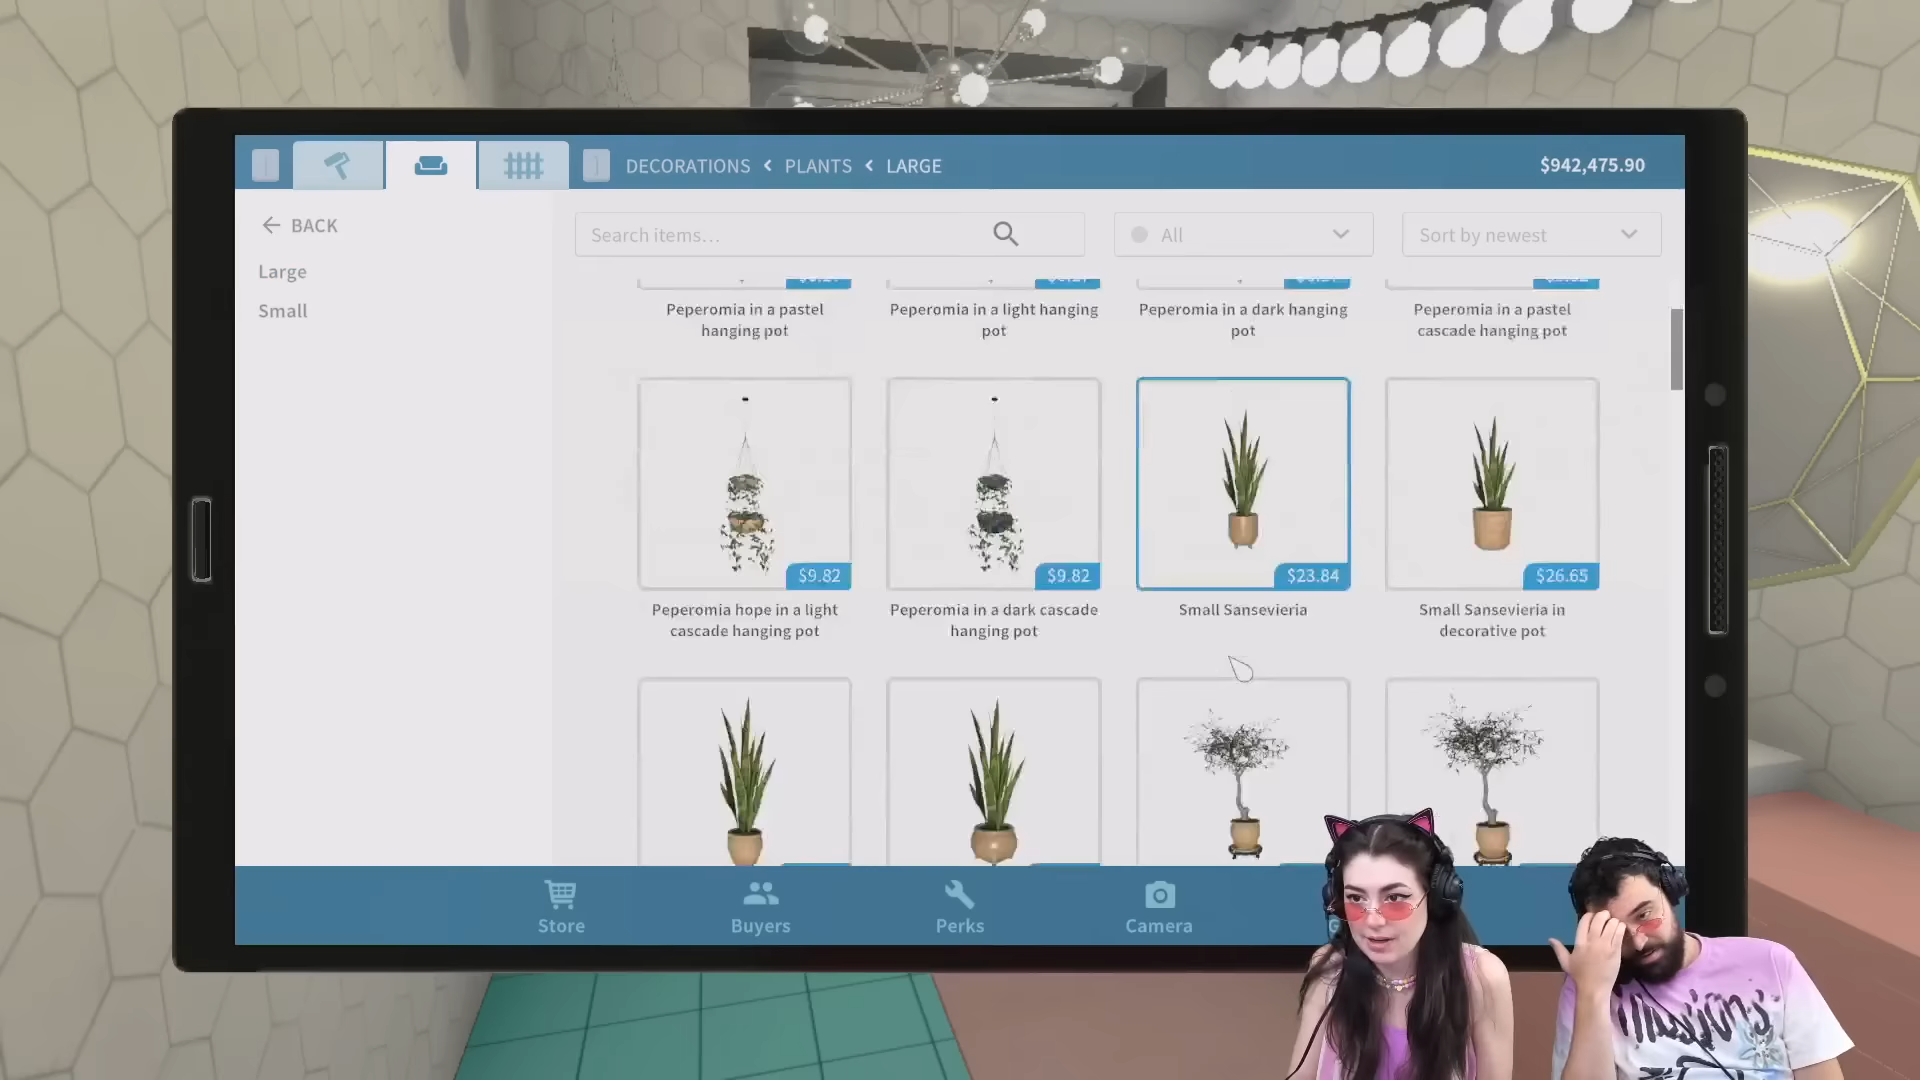 DECORATIONS < PLANTS < LARGE
$942,475.90
BACK
Large
Small
Search items...
All
Sort by newest
Peperomia in a pastel
hanging pot
Peperomia in a light hanging
pot
Peperomia in a dark hanging
pot
Peperomia in a pastel
cascade hanging pot
$9.82
$9.82
$23.84
$26.65
Peperomia hope in a light
cascade hanging pot
Peperomia in a dark cascade
hanging pot
Small Sansevieria
Small Sansevieria in
decorative pot
Store
Buyers
Perks
Camera